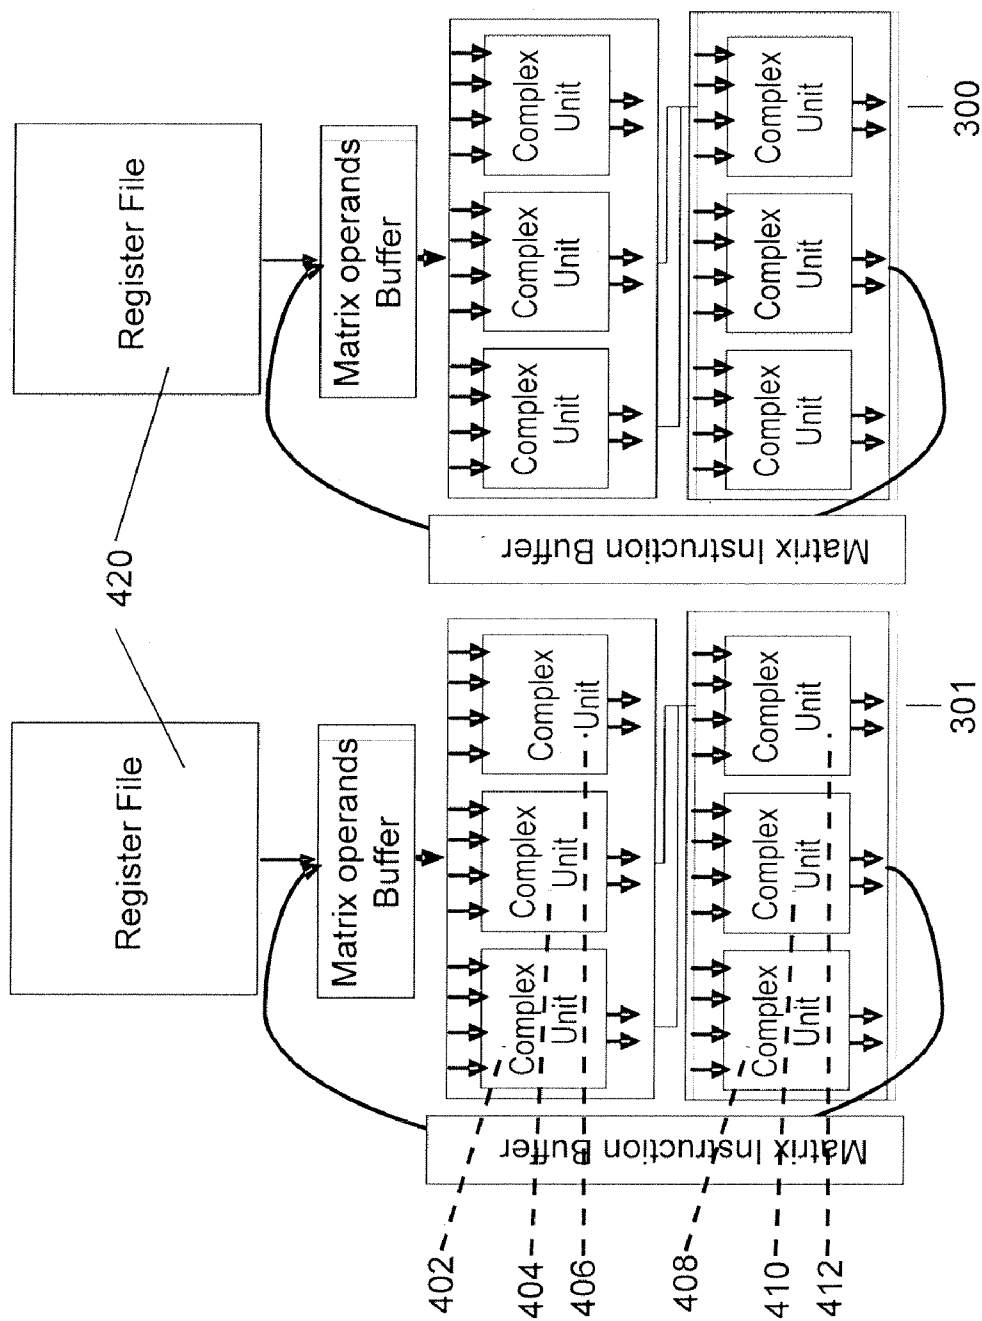 Register File
420
Register File
Matrix operands
Buffer
Matrix operands
Buffer
402
404
406
Matrix Instruction Buffer
Complex
Unit
Complex
Unit
Complex
Unit
Matrix Instruction Buffer
Complex
Unit
Complex
Unit
Complex
Unit
408
410
412
Complex
Unit
Complex
Unit
Complex
Unit
Complex
Unit
Complex
Unit
Complex
Unit
301
300